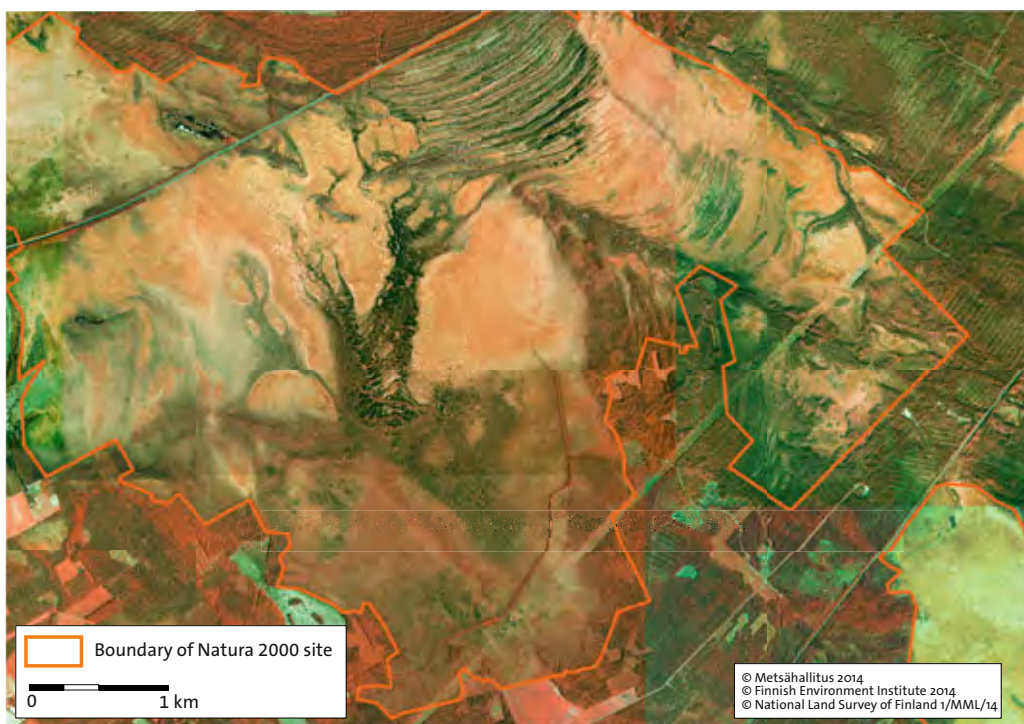 Boundary of Natura 2000 site
0 1 km
© Metsähallitus 2014
© Finnish Environment Institute 2014
© National Land Survey of Finland 1/MML/14